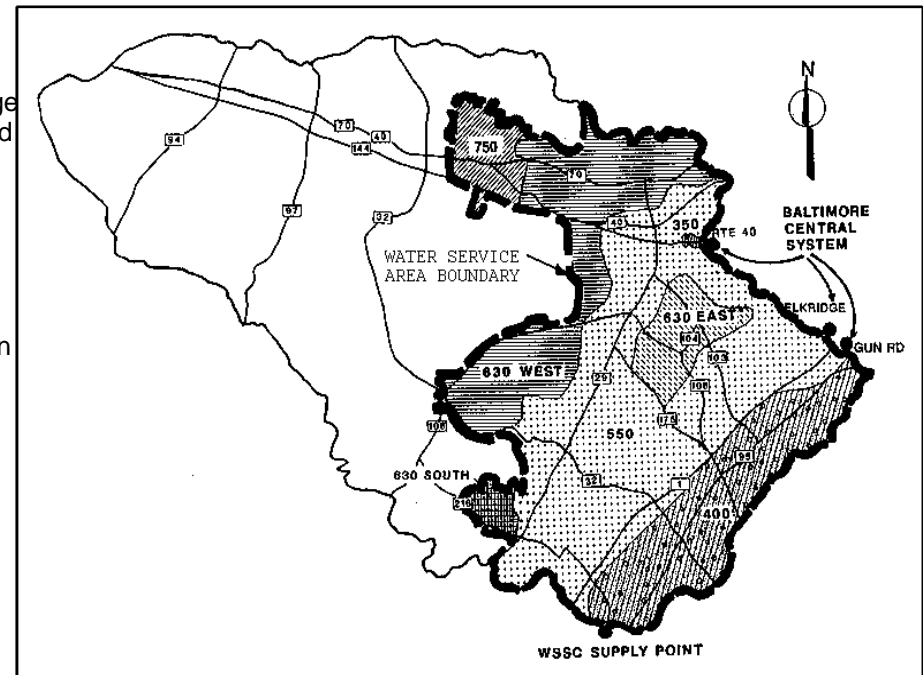 ge
d
n
N
94
70
40
144
97
32
750
70
40
350
RTE 40
BALTIMORE
CENTRAL
SYSTEM
WATER SERVICE
AREA BOUNDARY
ELKRIDGE
630 EAST
GUN RD
104
103
630 WEST
29
108
175
108
550
95
630 SOUTH
32
1
216
400
WSSC SUPPLY POINT